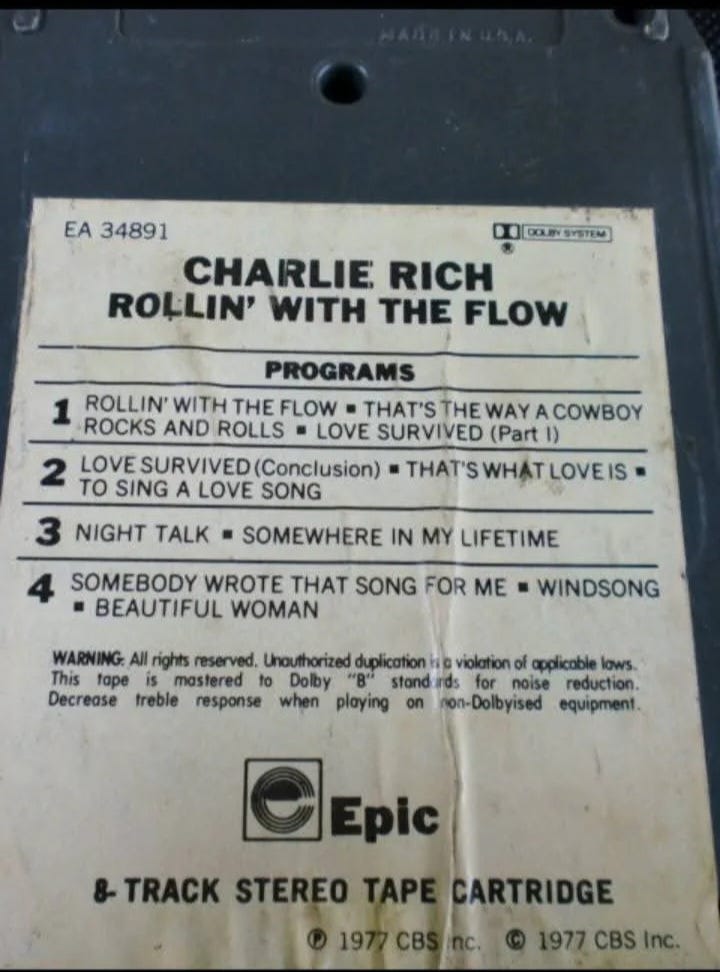 MADE IN U.S.A.
EA 34891
DOLBY SYSTEM
®
CHARLIE RICH
ROLLIN' WITH THE FLOW
PROGRAMS
1 ROLLIN' WITH THE FLOW ▪ THAT'S THE WAY A COWBOY
ROCKS AND ROLLS ▪ LOVE SURVIVED (Part I)
2 LOVE SURVIVED (Conclusion) ▪ THAT'S WHAT LOVE IS ▪
TO SING A LOVE SONG
3 NIGHT TALK ▪ SOMEWHERE IN MY LIFETIME
4 SOMEBODY WROTE THAT SONG FOR ME ▪ WINDSONG
▪ BEAUTIFUL WOMAN
WARNING: All rights reserved. Unauthorized duplication is a violation of applicable laws.
This tape is mastered to Dolby "B" standards for noise reduction.
Decrease treble response when playing on non-Dolbyised equipment.
Epic
8-TRACK STEREO TAPE CARTRIDGE
℗ 1977 CBS Inc. © 1977 CBS Inc.